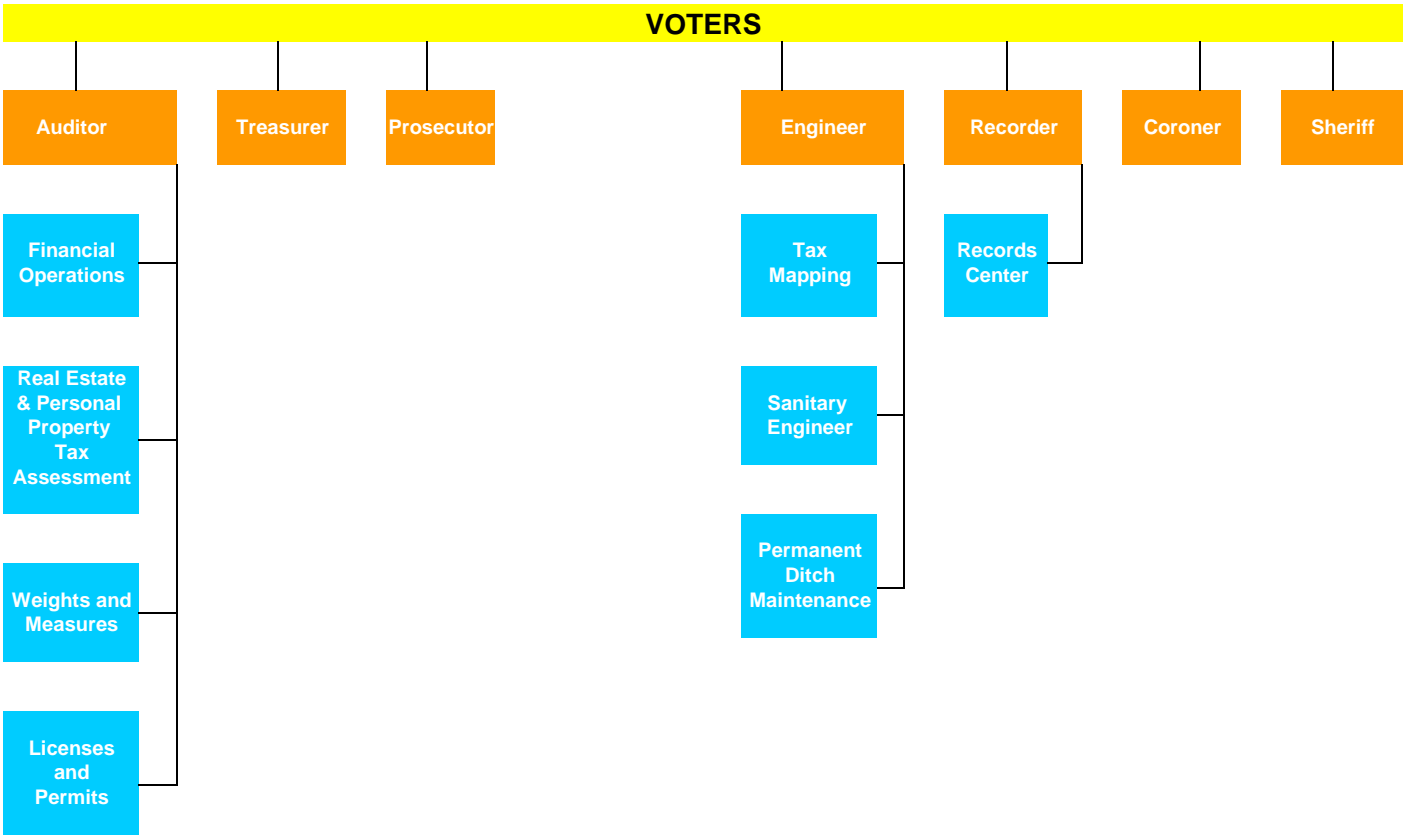 VOTERS
Auditor
Treasurer
Prosecutor
Engineer
Recorder
Coroner
Sheriff
Financial
Operations
Tax
Mapping
Records
Center
Real Estate
& Personal
Property
Tax
Assessment
Sanitary
Engineer
Permanent
Ditch
Maintenance
Weights and
Measures
Licenses
and
Permits